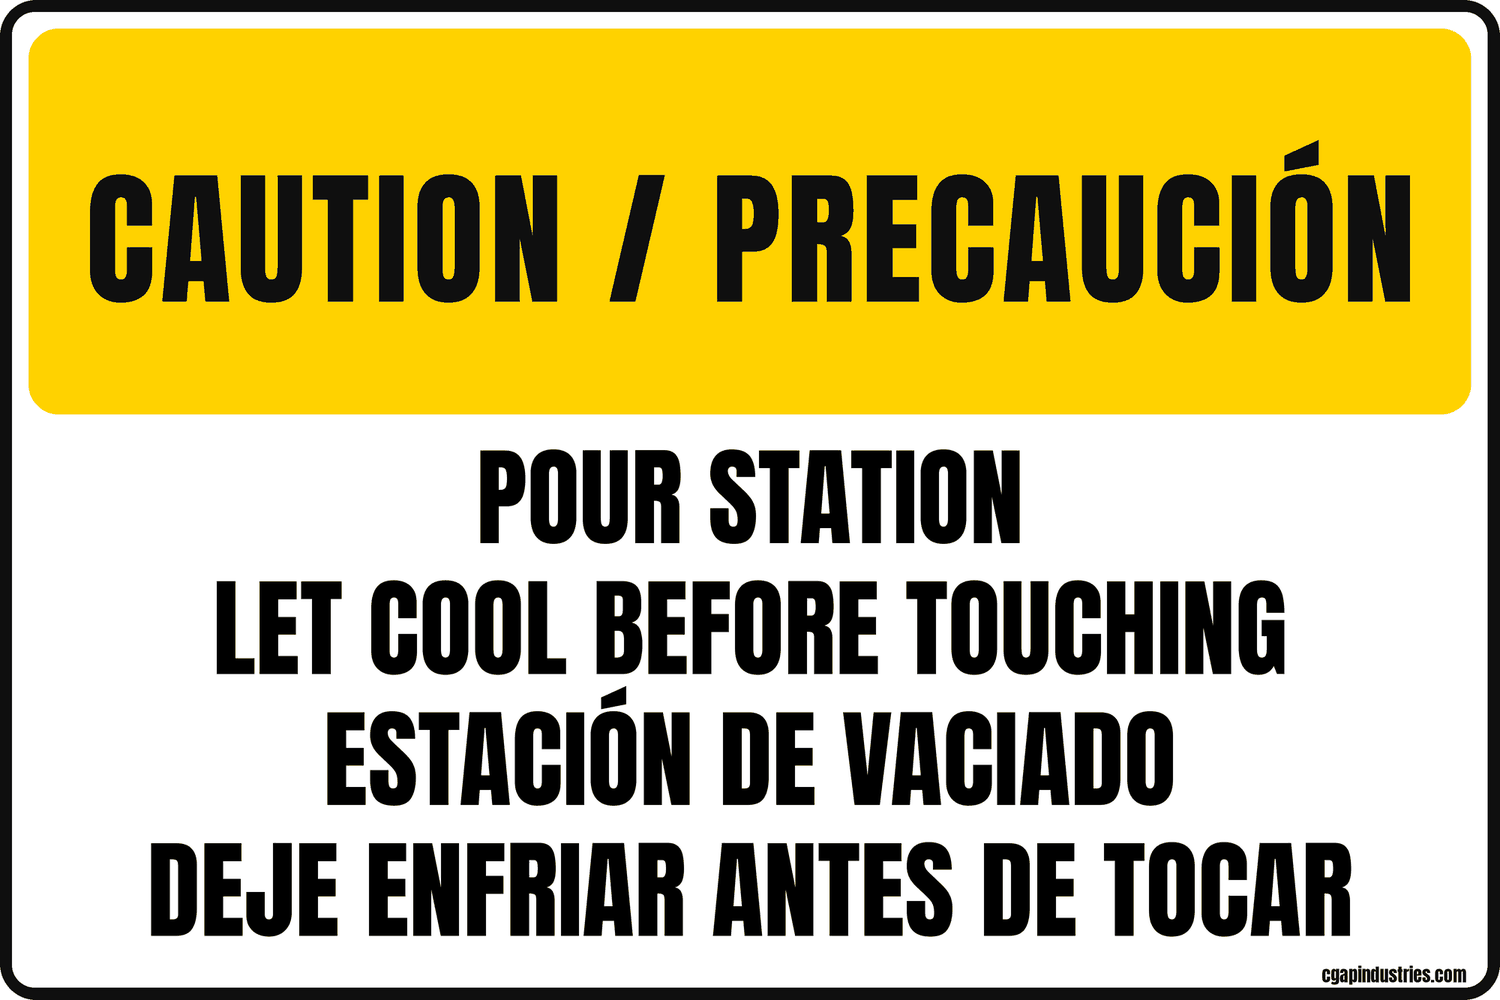 CAUTION / PRECAUCIÓN
POUR STATION
LET COOL BEFORE TOUCHING
ESTACIÓN DE VACIADO
DEJE ENFRIAR ANTES DE TOCAR
cgapindustries.com